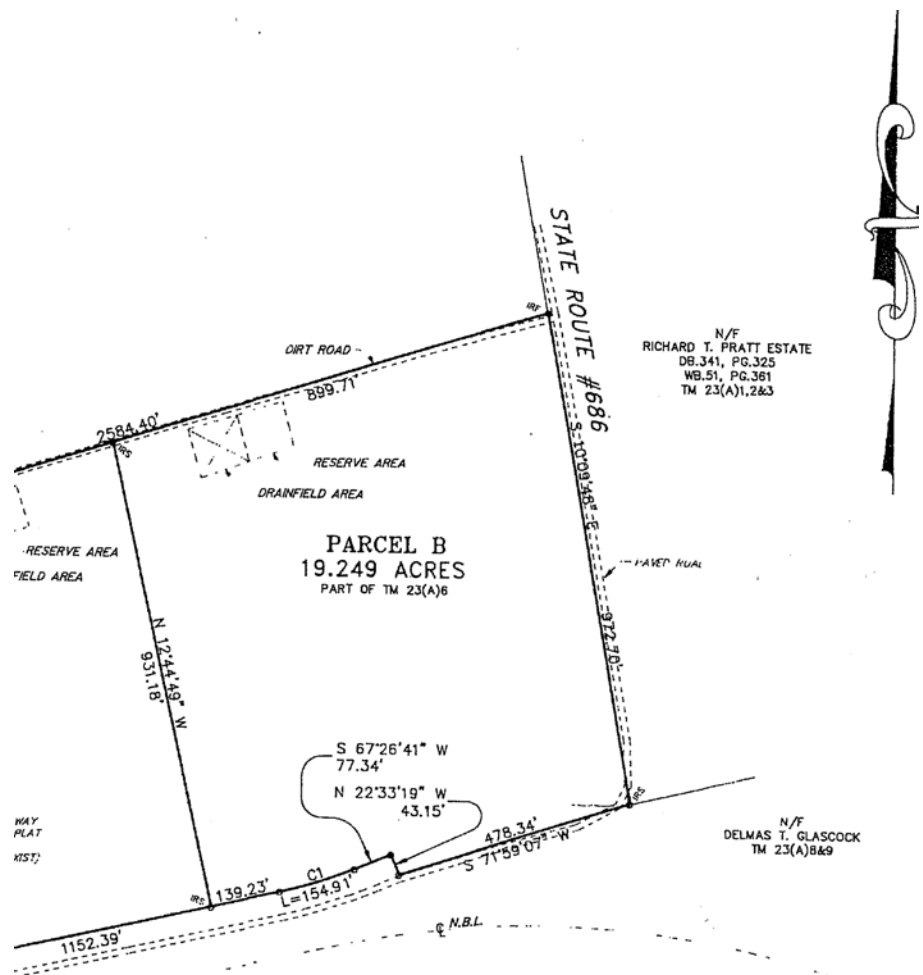 STATE ROUTE #686
IRF
N/F
RICHARD T. PRATT ESTATE
DB.341, PG.325
WB.51, PG.361
TM 23(A)1,2&3
DIRT ROAD
899.71'
2584.40'
IRS
RESERVE AREA
DRAINFIELD AREA
S 10°09'48" E
972.70'
RESERVE AREA
FIELD AREA
PARCEL B
19.249 ACRES
PART OF TM 23(A)6
N 12°44'49" W
931.18'
S 67°26'41" W
77.34'
N 22°33'19" W
43.15'
IRS
478.34'
S 71°59'07" W
N/F
DELMAS T. GLASCOCK
TM 23(A)8&9
WAY
PLAT
XIST)
IRS
139.23'
C1
L=154.91'
1152.39'
℄ N.B.L.